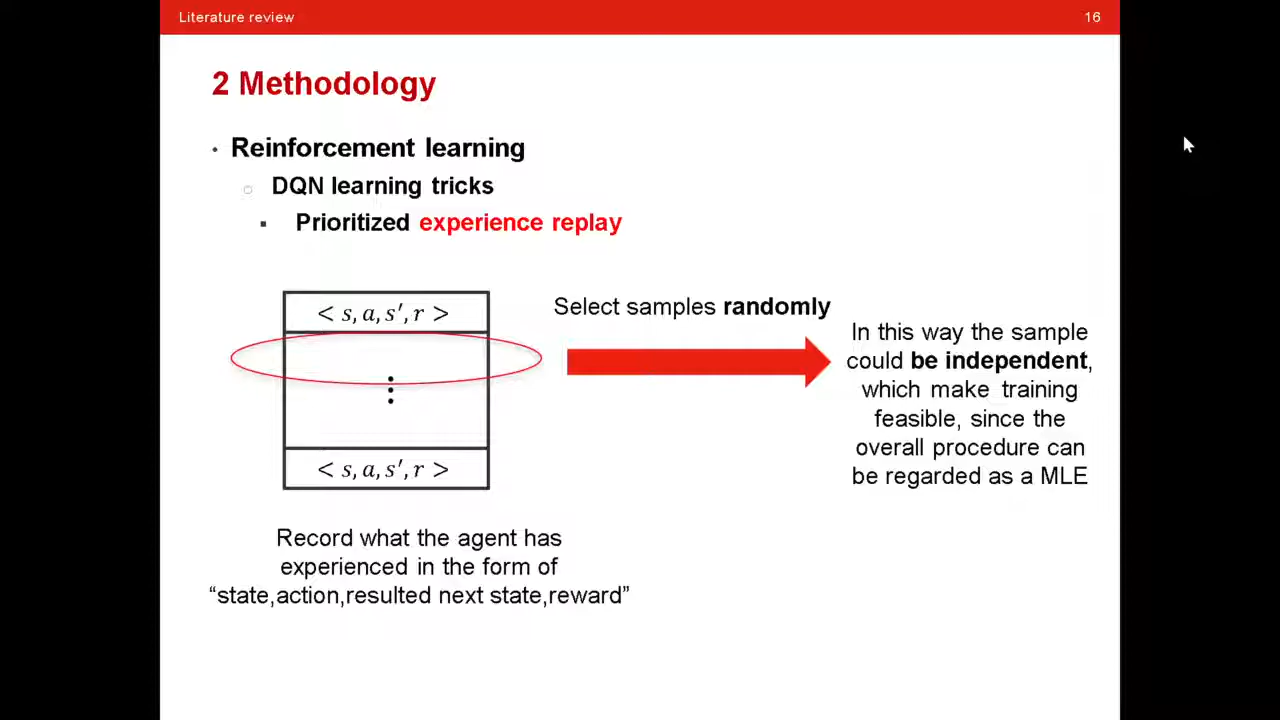 Literature review 16
2 Methodology
• Reinforcement learning
○ DQN learning tricks
▪ Prioritized experience replay
< s, a, s′, r >
⋮
< s, a, s′, r >
Record what the agent has
experienced in the form of
“state,action,resulted next state,reward”
Select samples randomly
In this way the sample
could be independent,
which make training
feasible, since the
overall procedure can
be regarded as a MLE